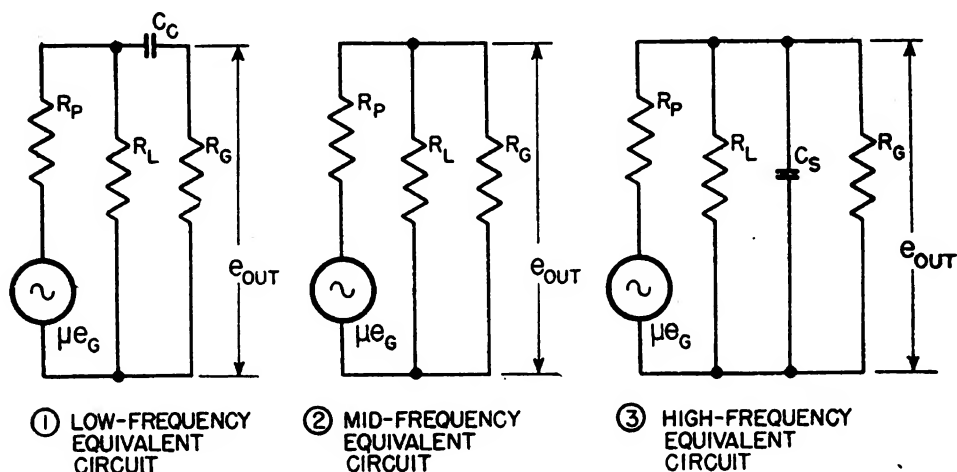 C_C
R_P
R_L
R_G
e_OUT
μe_G
① LOW-FREQUENCY
EQUIVALENT
CIRCUIT
R_P
R_L
R_G
e_OUT
μe_G
② MID-FREQUENCY
EQUIVALENT
CIRCUIT
R_P
R_L
C_S
R_G
e_OUT
μe_G
③ HIGH-FREQUENCY
EQUIVALENT
CIRCUIT